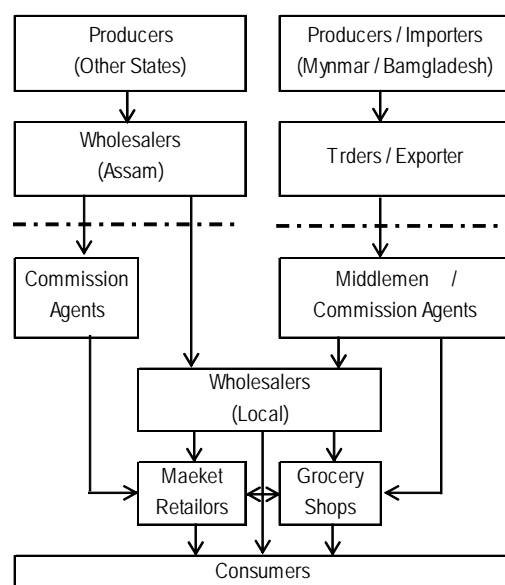 Producers
(Other States)
Producers / Importers
(Mynmar / Bamgladesh)
Wholesalers
(Assam)
Trders / Exporter
Commission
Agents
Middlemen /
Commission Agents
Wholesalers
(Local)
Maeket
Retailors
Grocery
Shops
Consumers